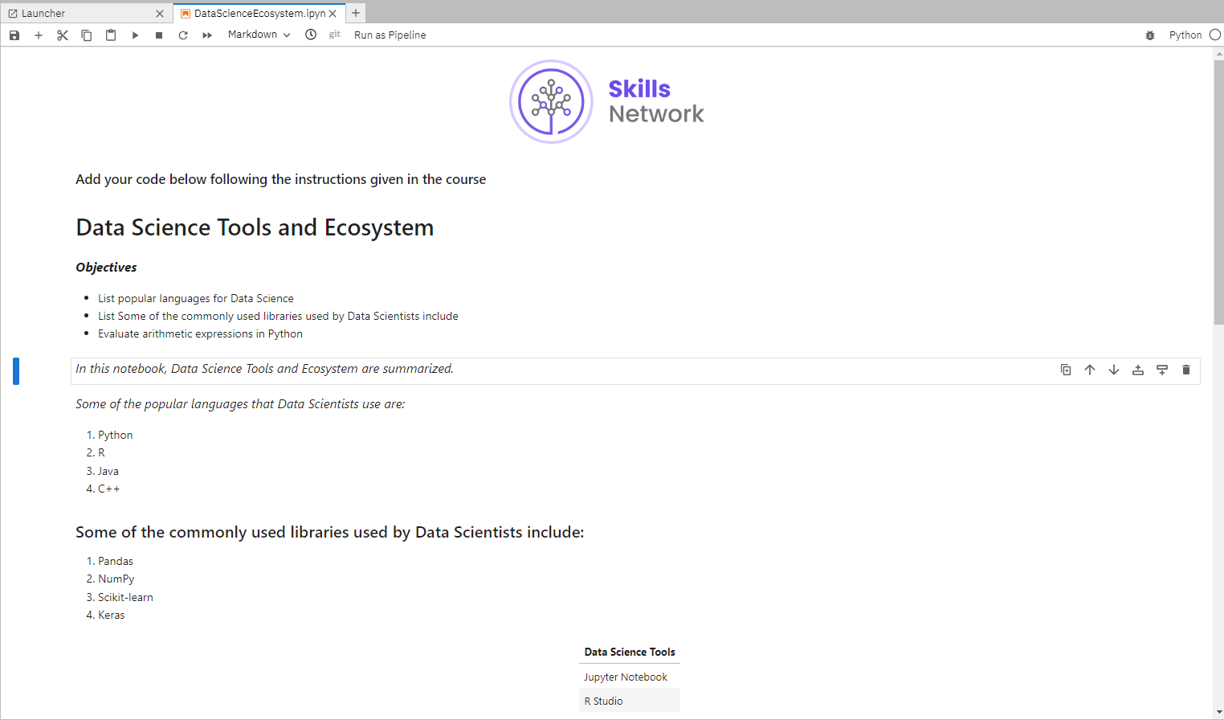 Launcher
DataScienceEcosystem.ipyn
Markdown
git
Run as Pipeline
Python
Skills
Network
Add your code below following the instructions given in the course
Data Science Tools and Ecosystem
Objectives
• List popular languages for Data Science
• List Some of the commonly used libraries used by Data Scientists include
• Evaluate arithmetic expressions in Python
In this notebook, Data Science Tools and Ecosystem are summarized.
Some of the popular languages that Data Scientists use are:
1. Python
2. R
3. Java
4. C++
Some of the commonly used libraries used by Data Scientists include:
1. Pandas
2. NumPy
3. Scikit-learn
4. Keras
Data Science Tools
Jupyter Notebook
R Studio